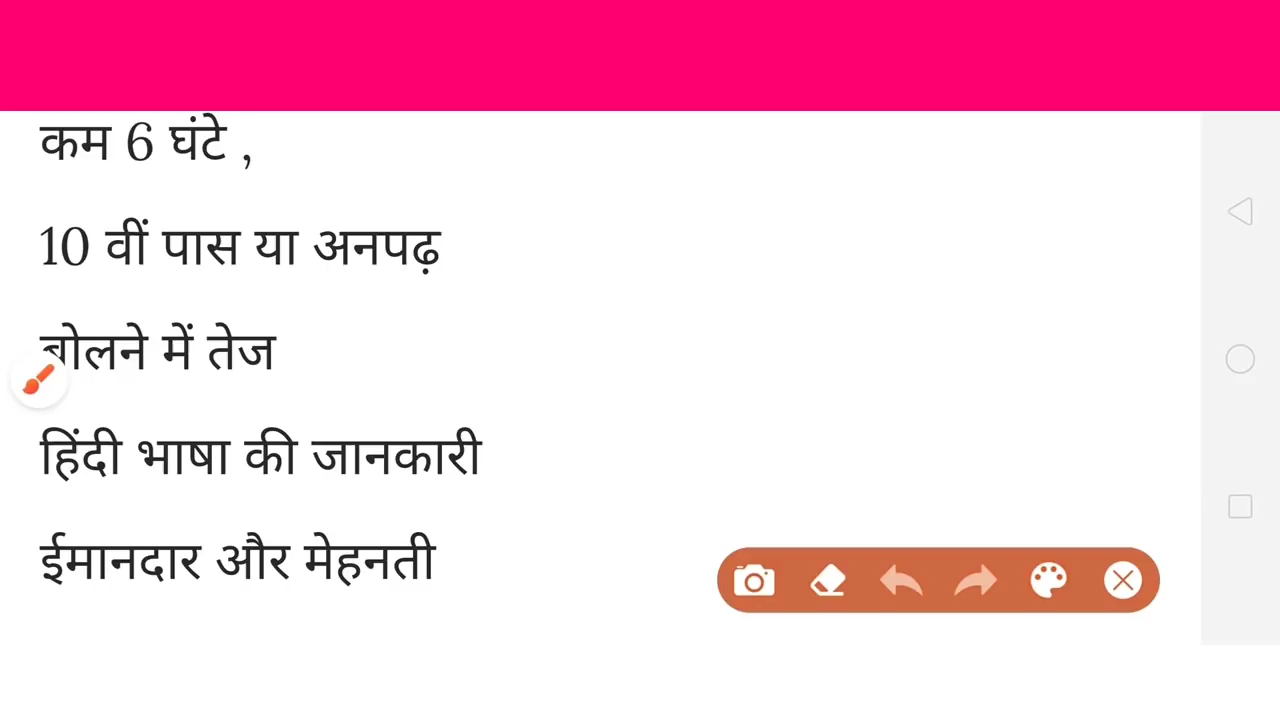 कम 6 घंटे ,
10 वीं पास या अनपढ़
बोलने में तेज
हिंदी भाषा की जानकारी
ईमानदार और मेहनती